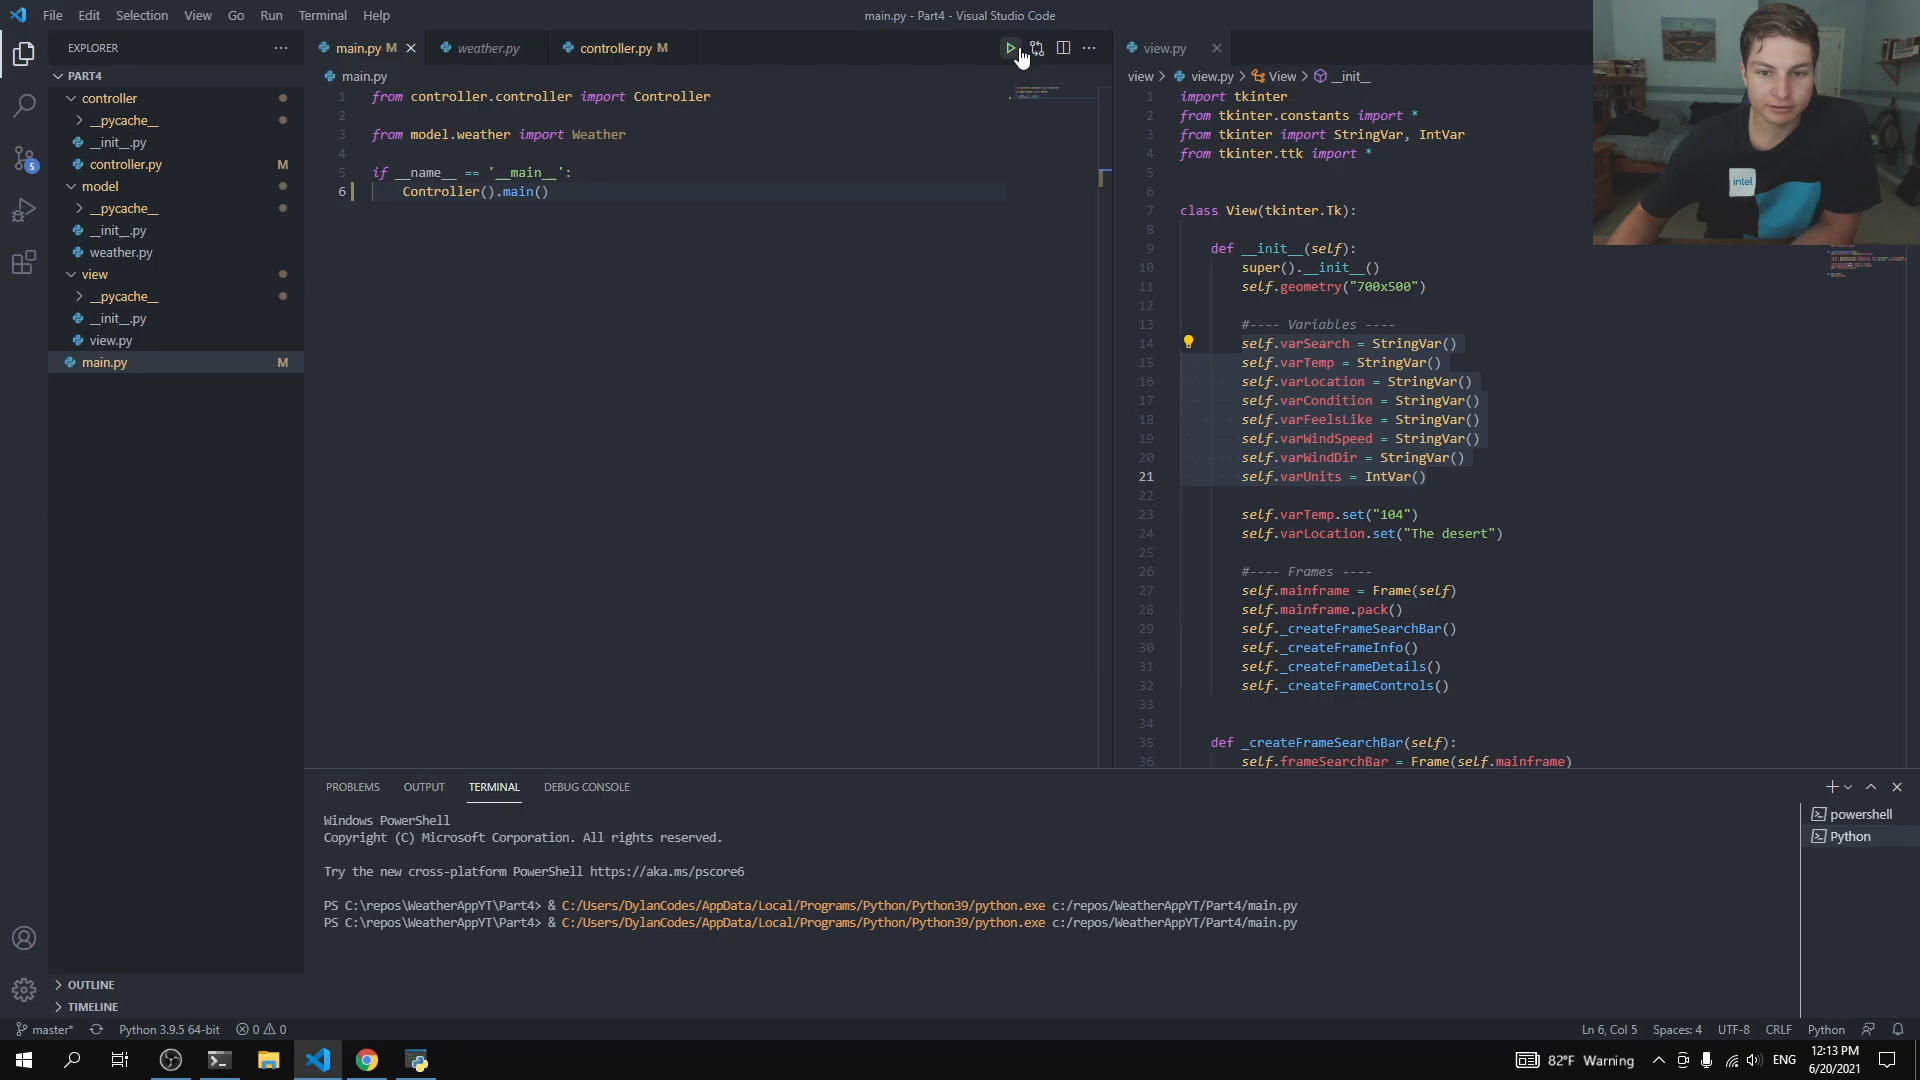 File Edit Selection View Go Run Terminal Help
main.py - Part4 - Visual Studio Code
EXPLORER
PART4
controller
__pycache__
__init__.py
controller.py M
model
__pycache__
__init__.py
weather.py
view
__pycache__
__init__.py
view.py
main.py M
OUTLINE
TIMELINE
5
main.py M weather.py controller.py M
main.py
1 from controller.controller import Controller
2
3 from model.weather import Weather
4
5 if __name__ == '__main__':
6 Controller().main()
view.py
view > view.py > View > __init__
1 import tkinter
2 from tkinter.constants import *
3 from tkinter import StringVar, IntVar
4 from tkinter.ttk import *
5
6
7 class View(tkinter.Tk):
8
9 def __init__(self):
10 super().__init__()
11 self.geometry("700x500")
12
13 #---- Variables ----
14 self.varSearch = StringVar()
15 self.varTemp = StringVar()
16 self.varLocation = StringVar()
17 self.varCondition = StringVar()
18 self.varFeelsLike = StringVar()
19 self.varWindSpeed = StringVar()
20 self.varWindDir = StringVar()
21 self.varUnits = IntVar()
22
23 self.varTemp.set("104")
24 self.varLocation.set("The desert")
25
26 #---- Frames ----
27 self.mainframe = Frame(self)
28 self.mainframe.pack()
29 self._createFrameSearchBar()
30 self._createFrameInfo()
31 self._createFrameDetails()
32 self._createFrameControls()
33
34
35 def _createFrameSearchBar(self):
36 self.frameSearchBar = Frame(self.mainframe)
intel
PROBLEMS OUTPUT TERMINAL DEBUG CONSOLE
Windows PowerShell
Copyright (C) Microsoft Corporation. All rights reserved.
Try the new cross-platform PowerShell https://aka.ms/pscore6
PS C:\repos\WeatherAppYT\Part4> & C:/Users/DylanCodes/AppData/Local/Programs/Python/Python39/python.exe c:/repos/WeatherAppYT/Part4/main.py
PS C:\repos\WeatherAppYT\Part4> & C:/Users/DylanCodes/AppData/Local/Programs/Python/Python39/python.exe c:/repos/WeatherAppYT/Part4/main.py
powershell
Python
master* Python 3.9.5 64-bit 0 0
Ln 6, Col 5 Spaces: 4 UTF-8 CRLF Python
82°F Warning ENG
12:13 PM
6/20/2021